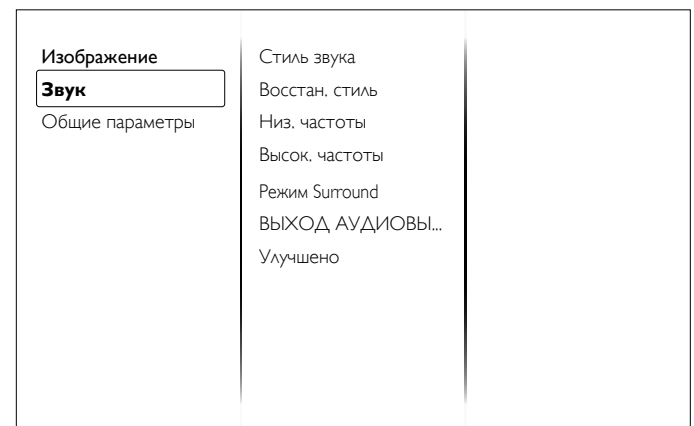 Изображение
Звук
Общие параметры
Стиль звука
Восстан. стиль
Низ. частоты
Высок. частоты
Режим Surround
ВЫХОД АУДИОВЫ...
Улучшено